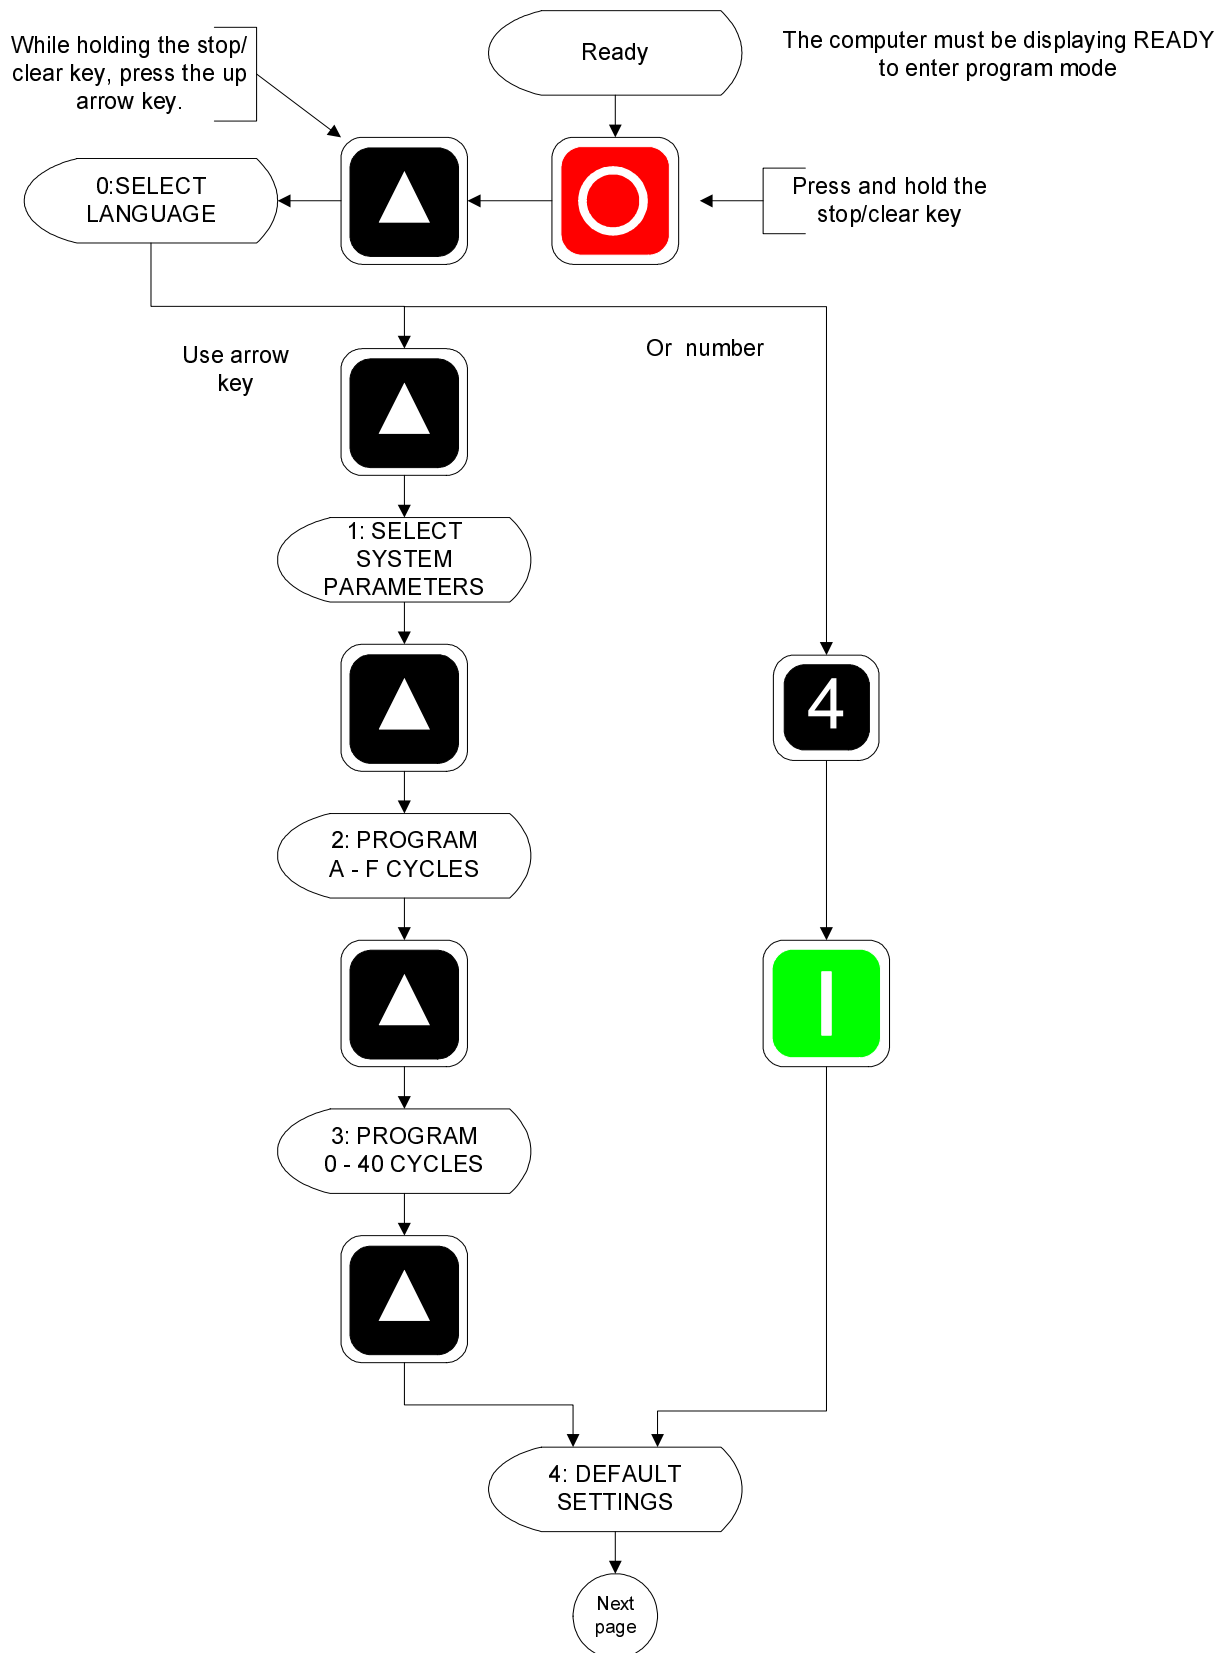 While holding the stop/
clear key, press the up
arrow key.
Ready
The computer must be displaying READY
to enter program mode
0:SELECT
LANGUAGE
Press and hold the
stop/clear key
Use arrow
key
Or  number
1: SELECT
SYSTEM
PARAMETERS
4
2: PROGRAM
A - F CYCLES
3: PROGRAM
0 - 40 CYCLES
4: DEFAULT
SETTINGS
Next
page